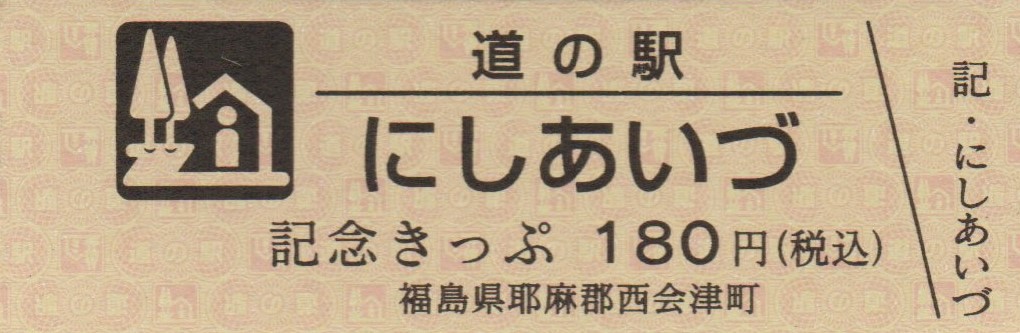 道の駅
にしあいづ
記念きっぷ 180円(税込)
福島県耶麻郡西会津町
記・にしあいづ